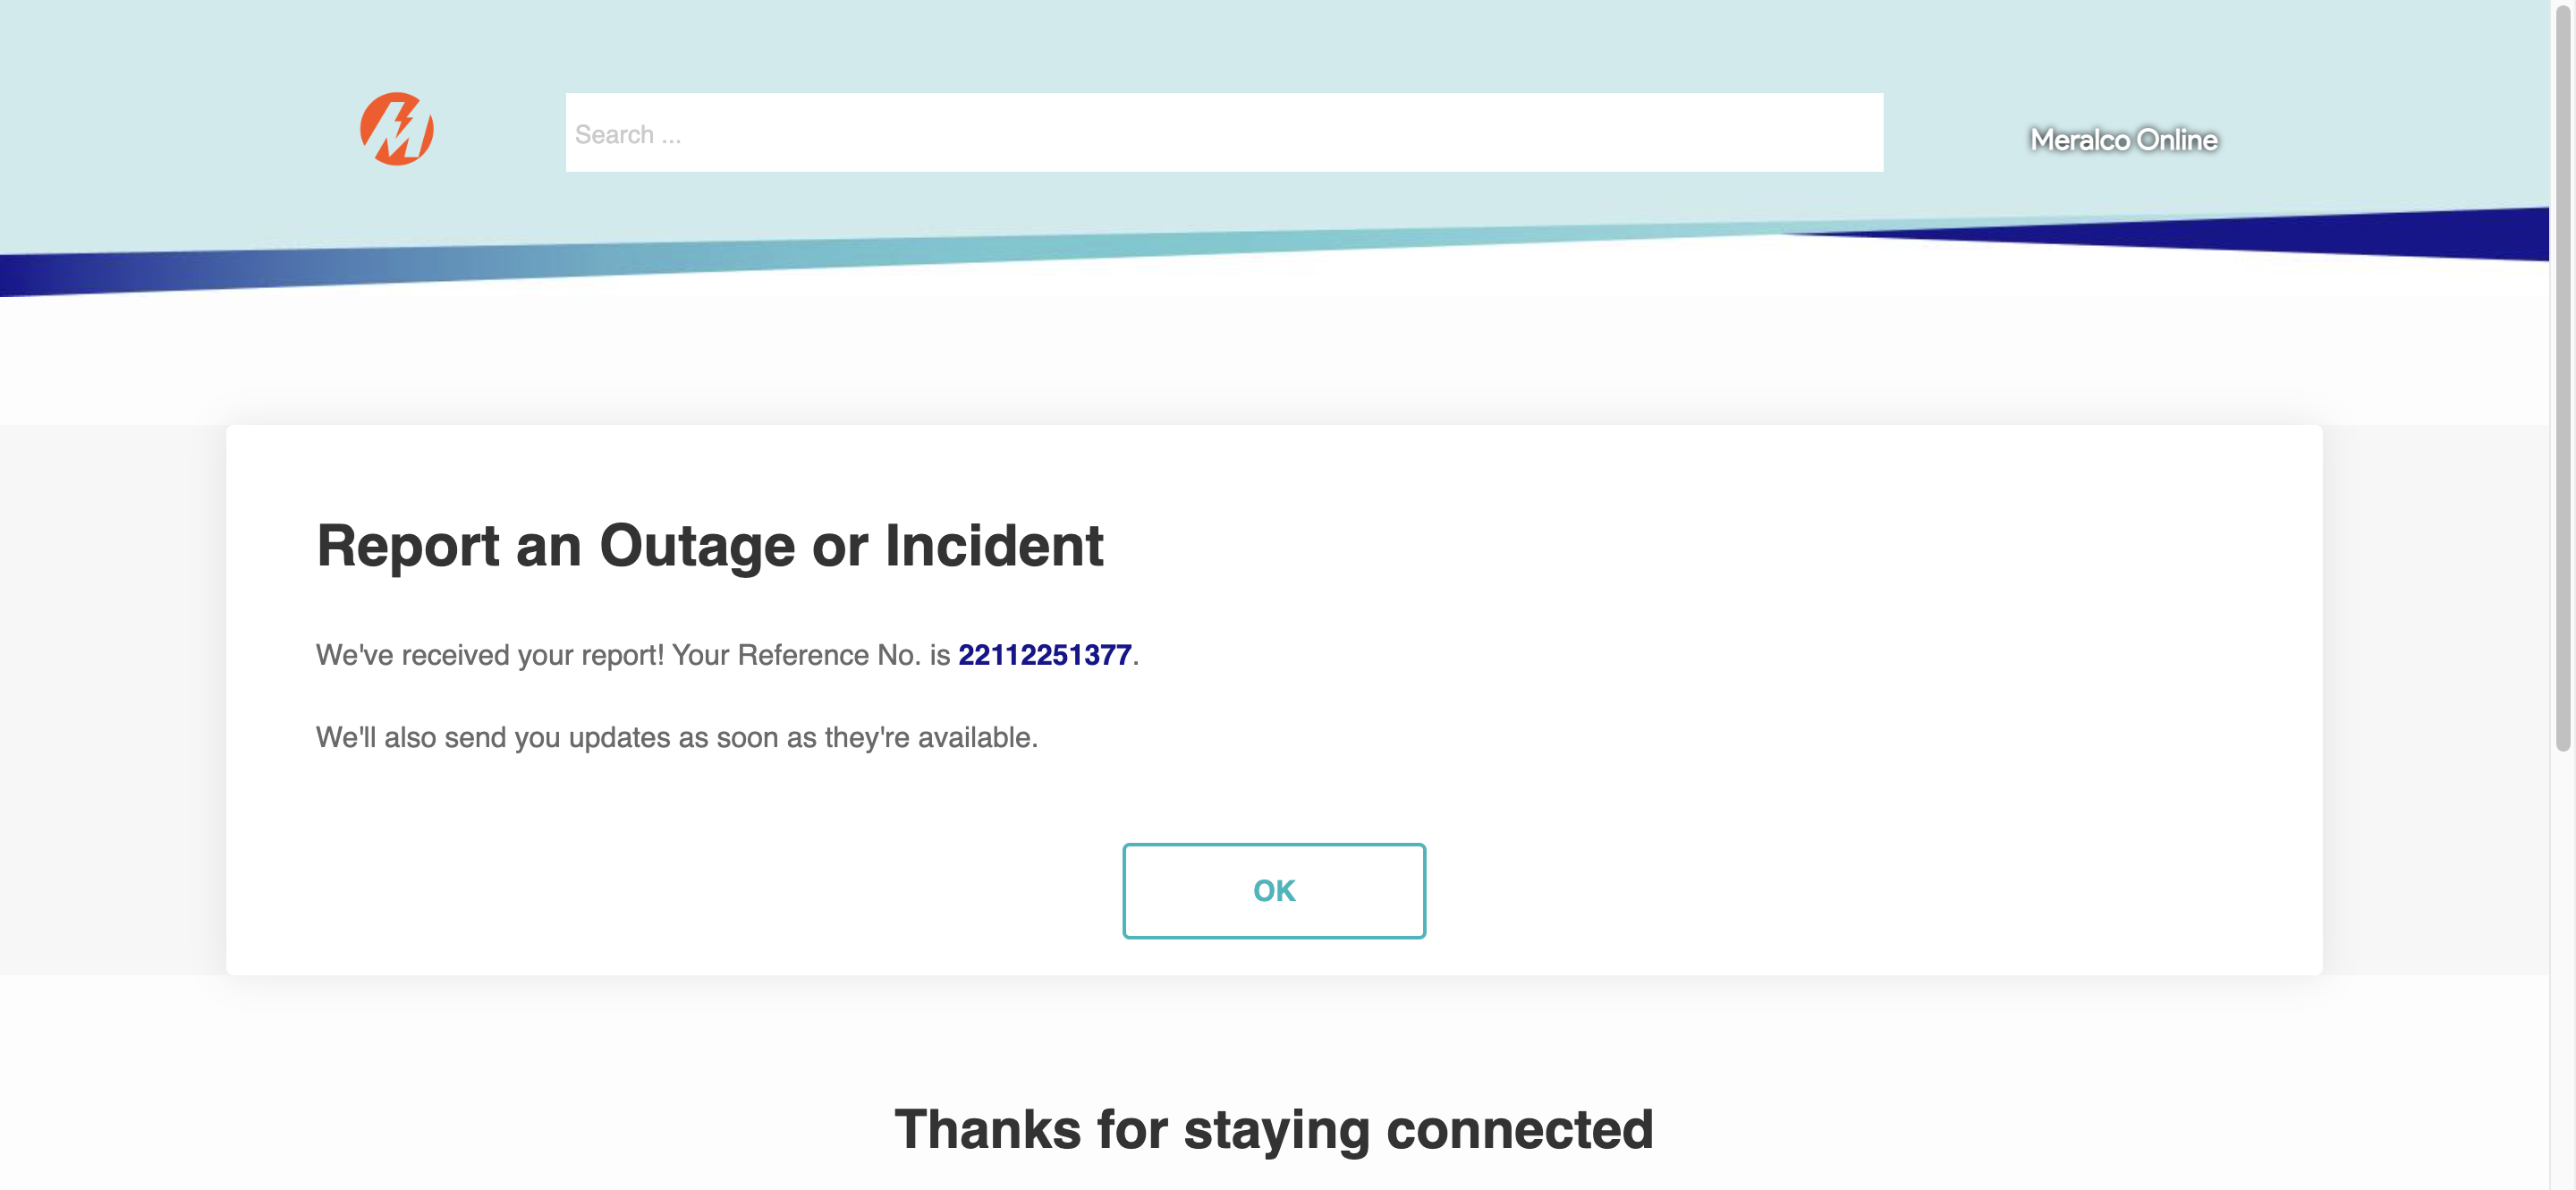 Search ...
Meralco Online
Report an Outage or Incident
We've received your report! Your Reference No. is 22112251377.
We'll also send you updates as soon as they're available.
OK
Thanks for staying connected